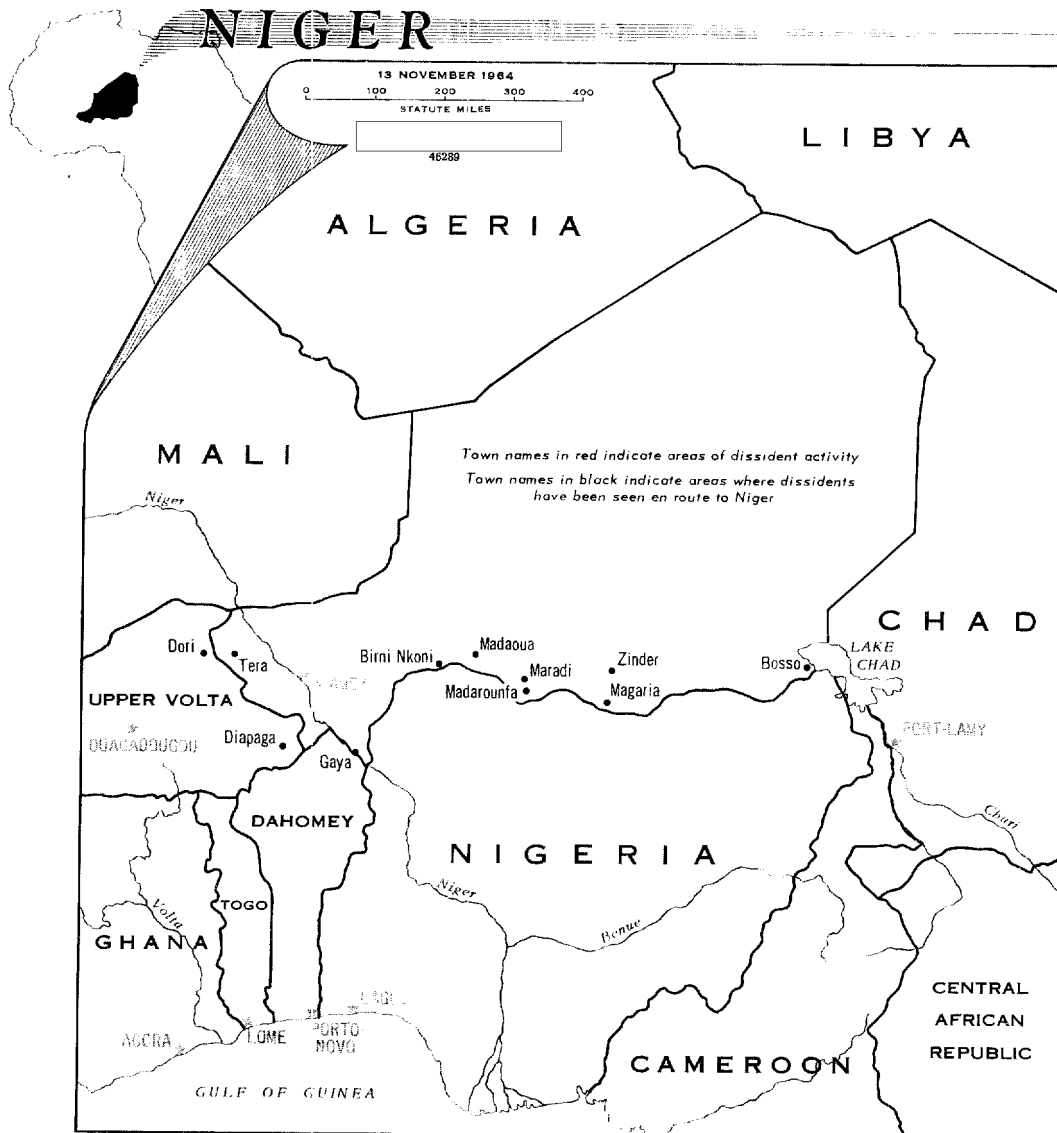 NIGER
13 NOVEMBER 1964
0 100 200 300 400
STATUTE MILES
46289
LIBYA
ALGERIA
MALI
Town names in red indicate areas of dissident activity
Town names in black indicate areas where dissidents
have been seen en route to Niger
Niger
CHAD
LAKE
CHAD
Dori
Tera
Birni Nkoni
Madaoua
Maradi
Madarounfa
Zinder
Magaria
Bosso
UPPER VOLTA
OUAGADOUGOU
Diapaga
Gaya
FORT-LAMY
Chari
DAHOMEY
NIGERIA
Niger
Benue
TOGO
Volta
GHANA
CENTRAL
AFRICAN
REPUBLIC
ACCRA
LOME
PORTO
NOVO
LAGOS
CAMEROON
GULF OF GUINEA